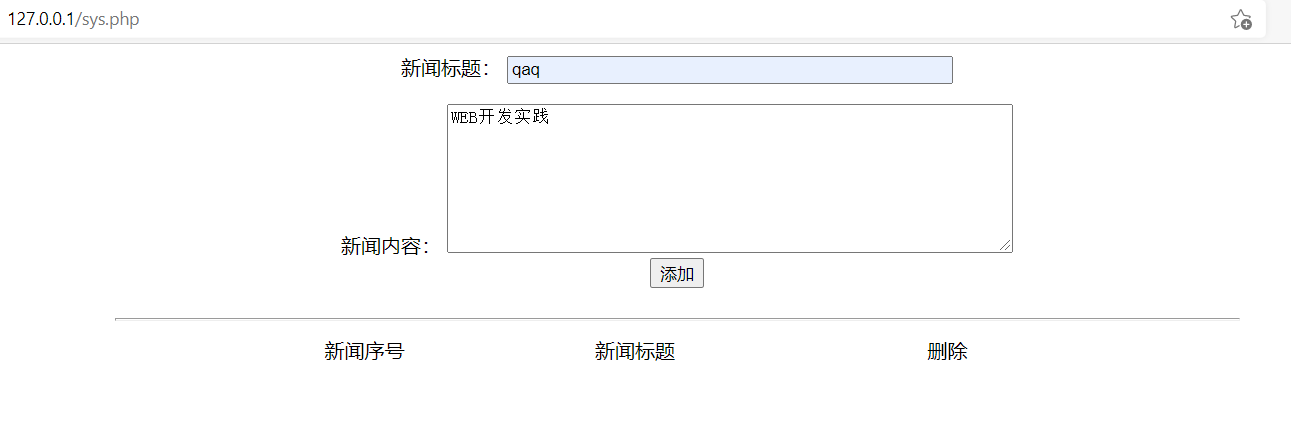 127.0.0.1/sys.php
新闻标题： qaq
WEB开发实践
新闻内容：
添加
新闻序号 新闻标题 删除